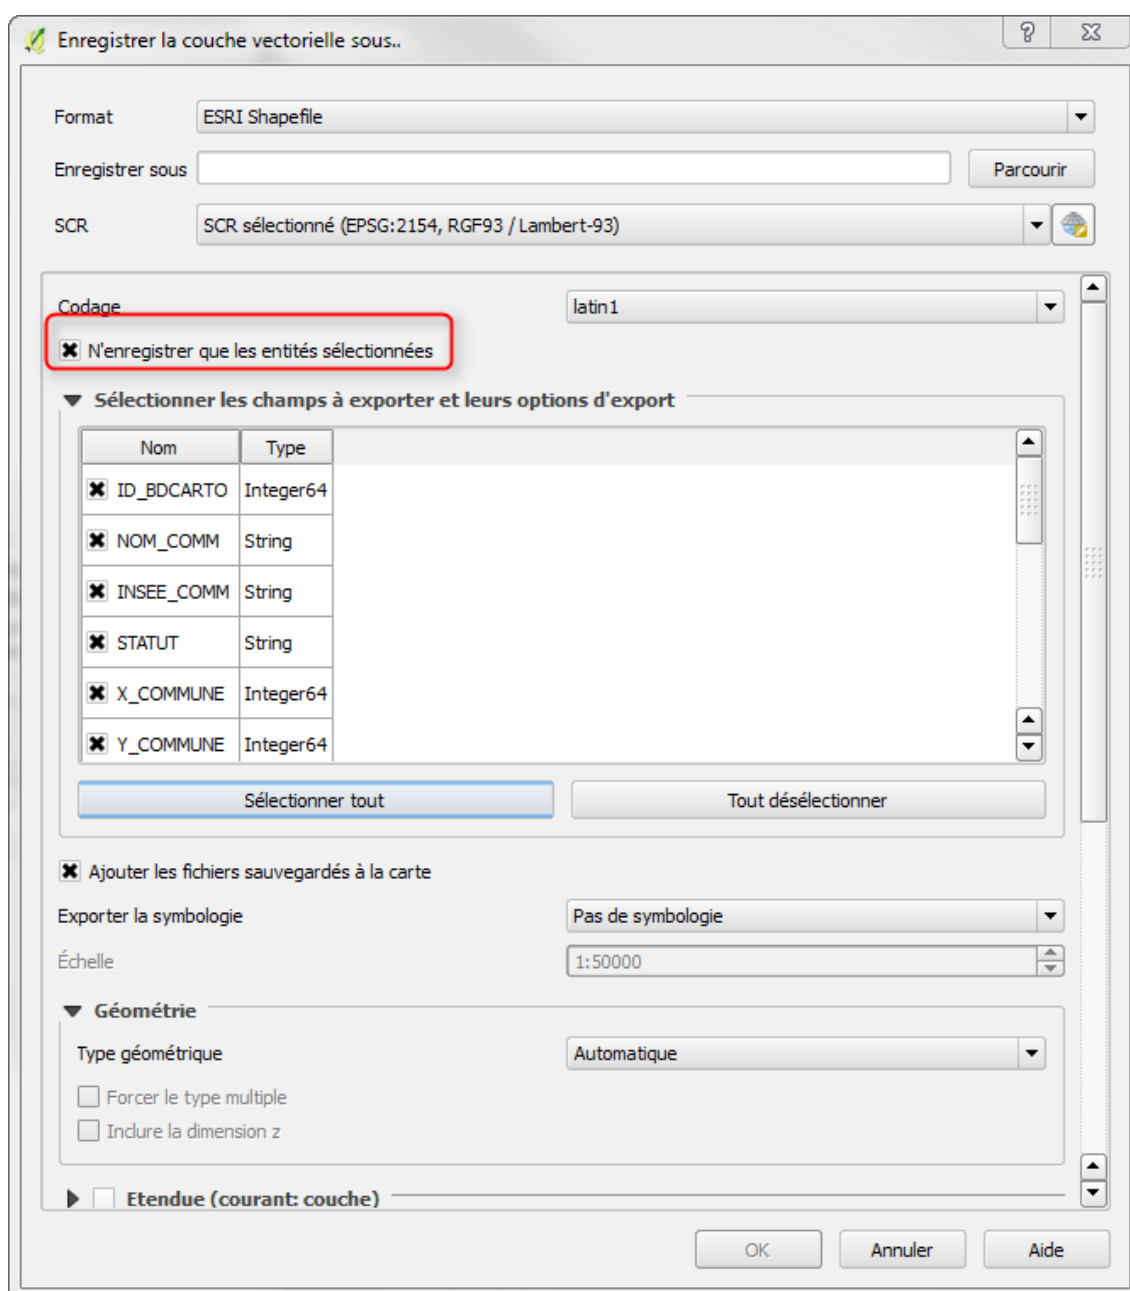 Enregistrer la couche vectorielle sous..
Format ESRI Shapefile
Enregistrer sous Parcourir
SCR SCR sélectionné (EPSG:2154, RGF93 / Lambert-93)
Codage latin1
N'enregistrer que les entités sélectionnées
Sélectionner les champs à exporter et leurs options d'export
Nom Type
ID_BDCARTO Integer64
NOM_COMM String
INSEE_COMM String
STATUT String
X_COMMUNE Integer64
Y_COMMUNE Integer64
Sélectionner tout Tout désélectionner
Ajouter les fichiers sauvegardés à la carte
Exporter la symbologie Pas de symbologie
Échelle 1:50000
Géométrie
Type géométrique Automatique
Forcer le type multiple
Inclure la dimension z
Etendue (courant: couche)
OK Annuler Aide